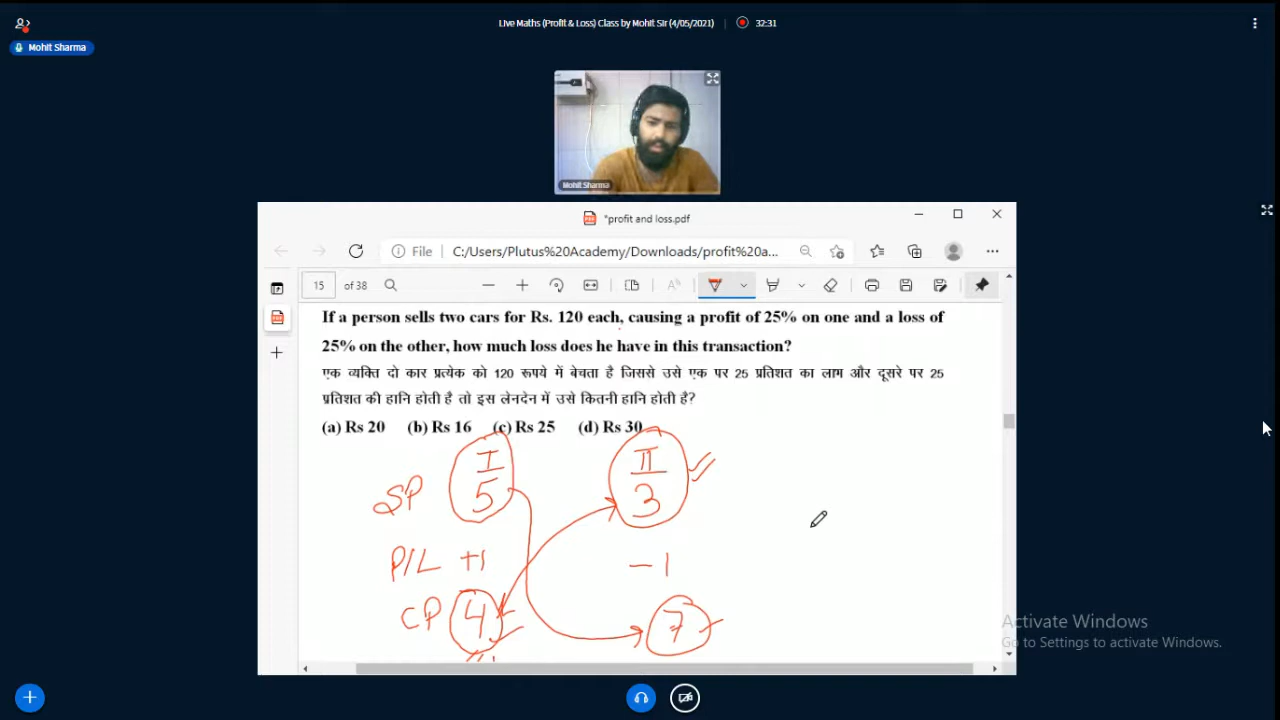 Live Maths (Profit & Loss) Class by Mohit Sir (4/05/2021) 32:31
Mohit Sharma
Mohit Sharma
*profit and loss.pdf
File C:/Users/Plutus%20Academy/Downloads/profit%20a...
15 of 38
If a person sells two cars for Rs. 120 each, causing a profit of 25% on one and a loss of
25% on the other, how much loss does he have in this transaction?
एक व्यक्ति दो कार प्रत्येक को 120 रूपये में बेचता है जिससे उसे एक पर 25 प्रतिशत का लाभ और दूसरे पर 25
प्रतिशत की हानि होती है तो इस लेनदेन में उसे कितनी हानि होती है?
(a) Rs 20 (b) Rs 16 (c) Rs 25 (d) Rs 30
I II
SP 5 3
P/L +1 -1
CP 4 7
Activate Windows
Go to Settings to activate Windows.